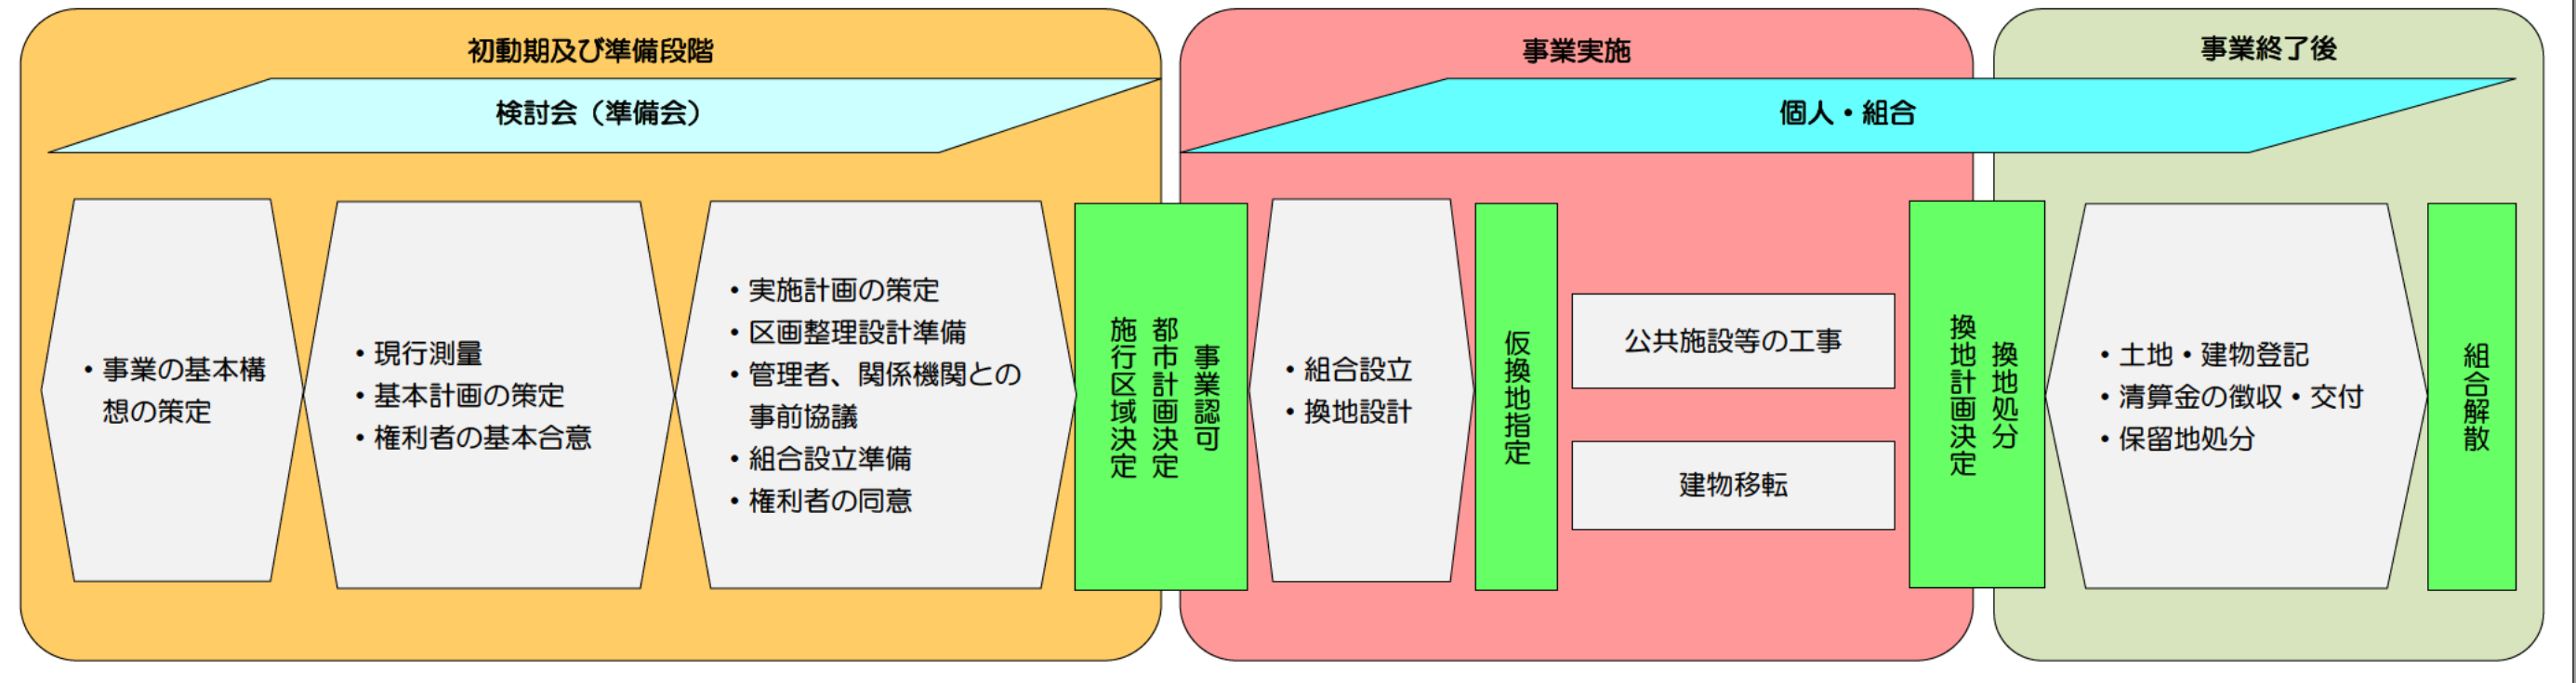 初動期及び準備段階
検討会（準備会）
・事業の基本構
想の策定
・現行測量
・基本計画の策定
・権利者の基本合意
・実施計画の策定
・区画整理設計準備
・管理者、関係機関との
事前協議
・組合設立準備
・権利者の同意
施行区域決定
都市計画決定
事業認可
事業実施
個人・組合
・組合設立
・換地設計
仮換地指定
公共施設等の工事
建物移転
換地計画決定
換地処分
事業終了後
・土地・建物登記
・清算金の徴収・交付
・保留地処分
組合解散